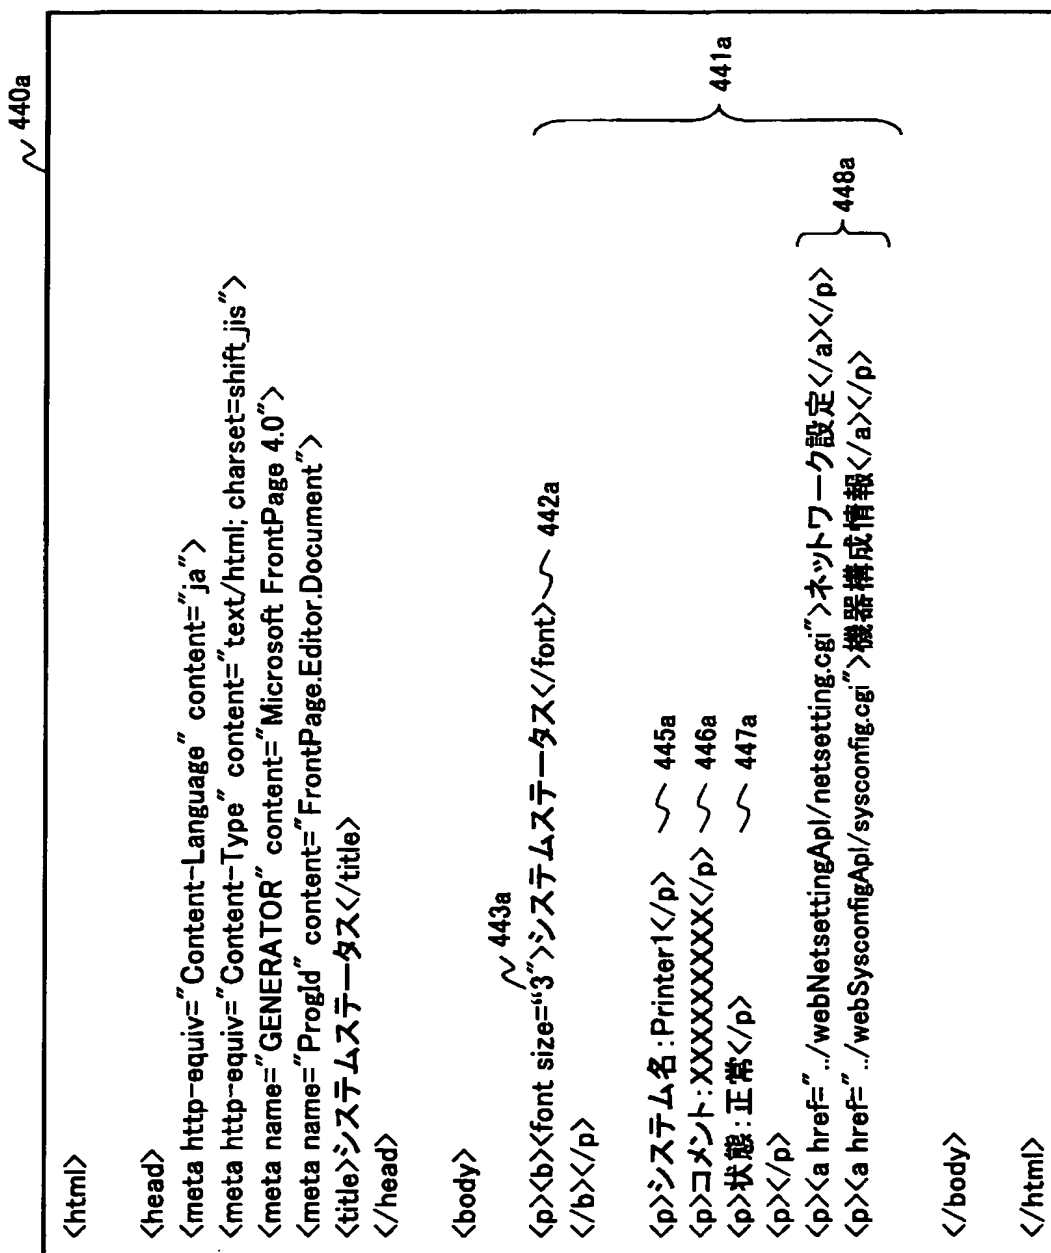 440a
<html>
<head>
<meta http-equiv="Content-Language" content="ja">
<meta http-equiv="Content-Type" content="text/html; charset=shift_jis">
<meta name="GENERATOR" content="Microsoft FrontPage 4.0">
<meta name="ProgId" content="FrontPage.Editor.Document">
<title>システムステータス</title>
</head>
<body>
443a
<p><b><font size="3">システムステータス</font> 442a
</b></p>
441a
<p>システム名:Printer1</p> 445a
<p>コメント:XXXXXXXXX</p> 446a
<p>状態:正常</p> 447a
<p></p>
<p><a href="../webNetsettingApl/netsetting.cgi">ネットワーク設定</a></p>
<p><a href="../webSysconfigApl/sysconfig.cgi">機器構成情報</a></p>
448a
</body>
</html>